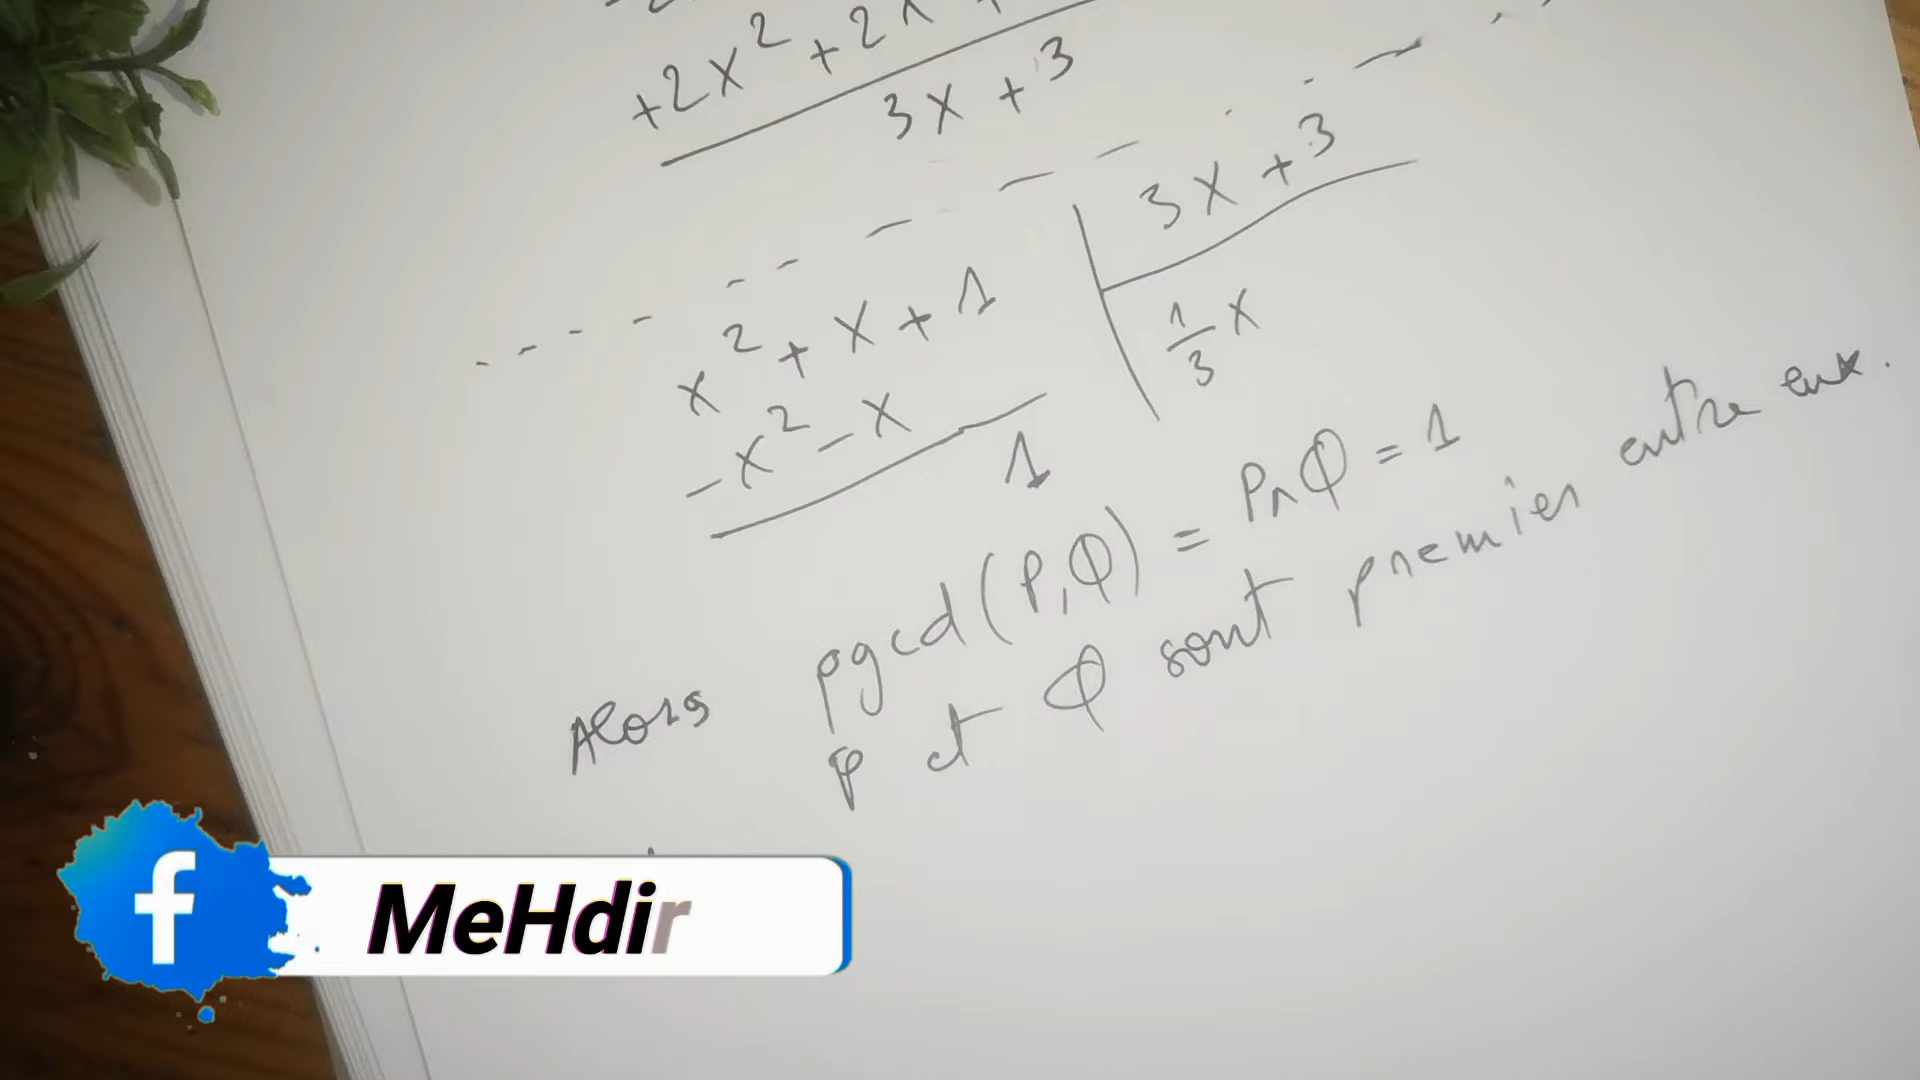 +2X² + 2X
3X + 3
3X + 3
X² + X + 1
1/3 X
-X² - X
1
Alors pgcd(P,Q) = P∧Q = 1
P et Q sont premier entre eux.
f MeHdir